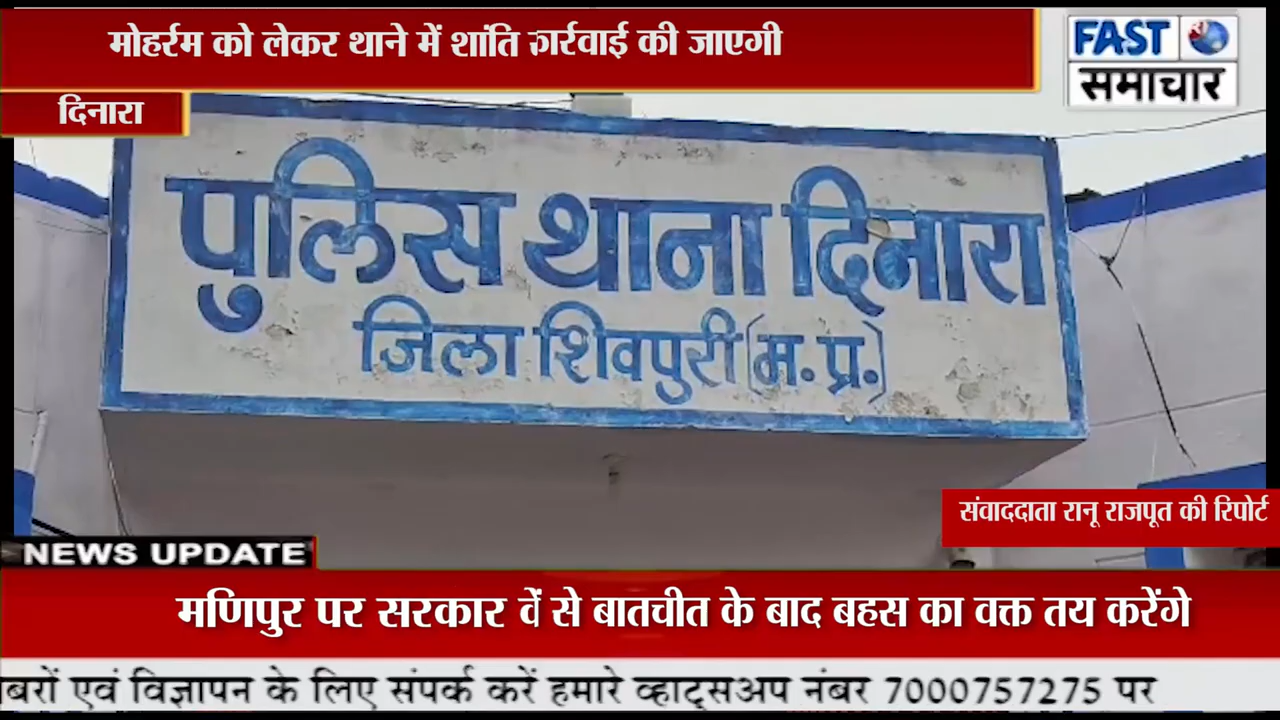 मोहर्रम को लेकर थाने में शांति कार्रवाई की जाएगी
FAST
समाचार
दिनारा
पुलिस थाना दिनारा
जिला शिवपुरी (म. प्र.)
संवाददाता रानू राजपूत की रिपोर्ट
NEWS UPDATE
मणिपुर पर सरकार वें से बातचीत के बाद बहस का वक्त तय करेंगे
बरों एवं विज्ञापन के लिए संपर्क करें हमारे व्हाट्सअप नंबर 7000757275 पर